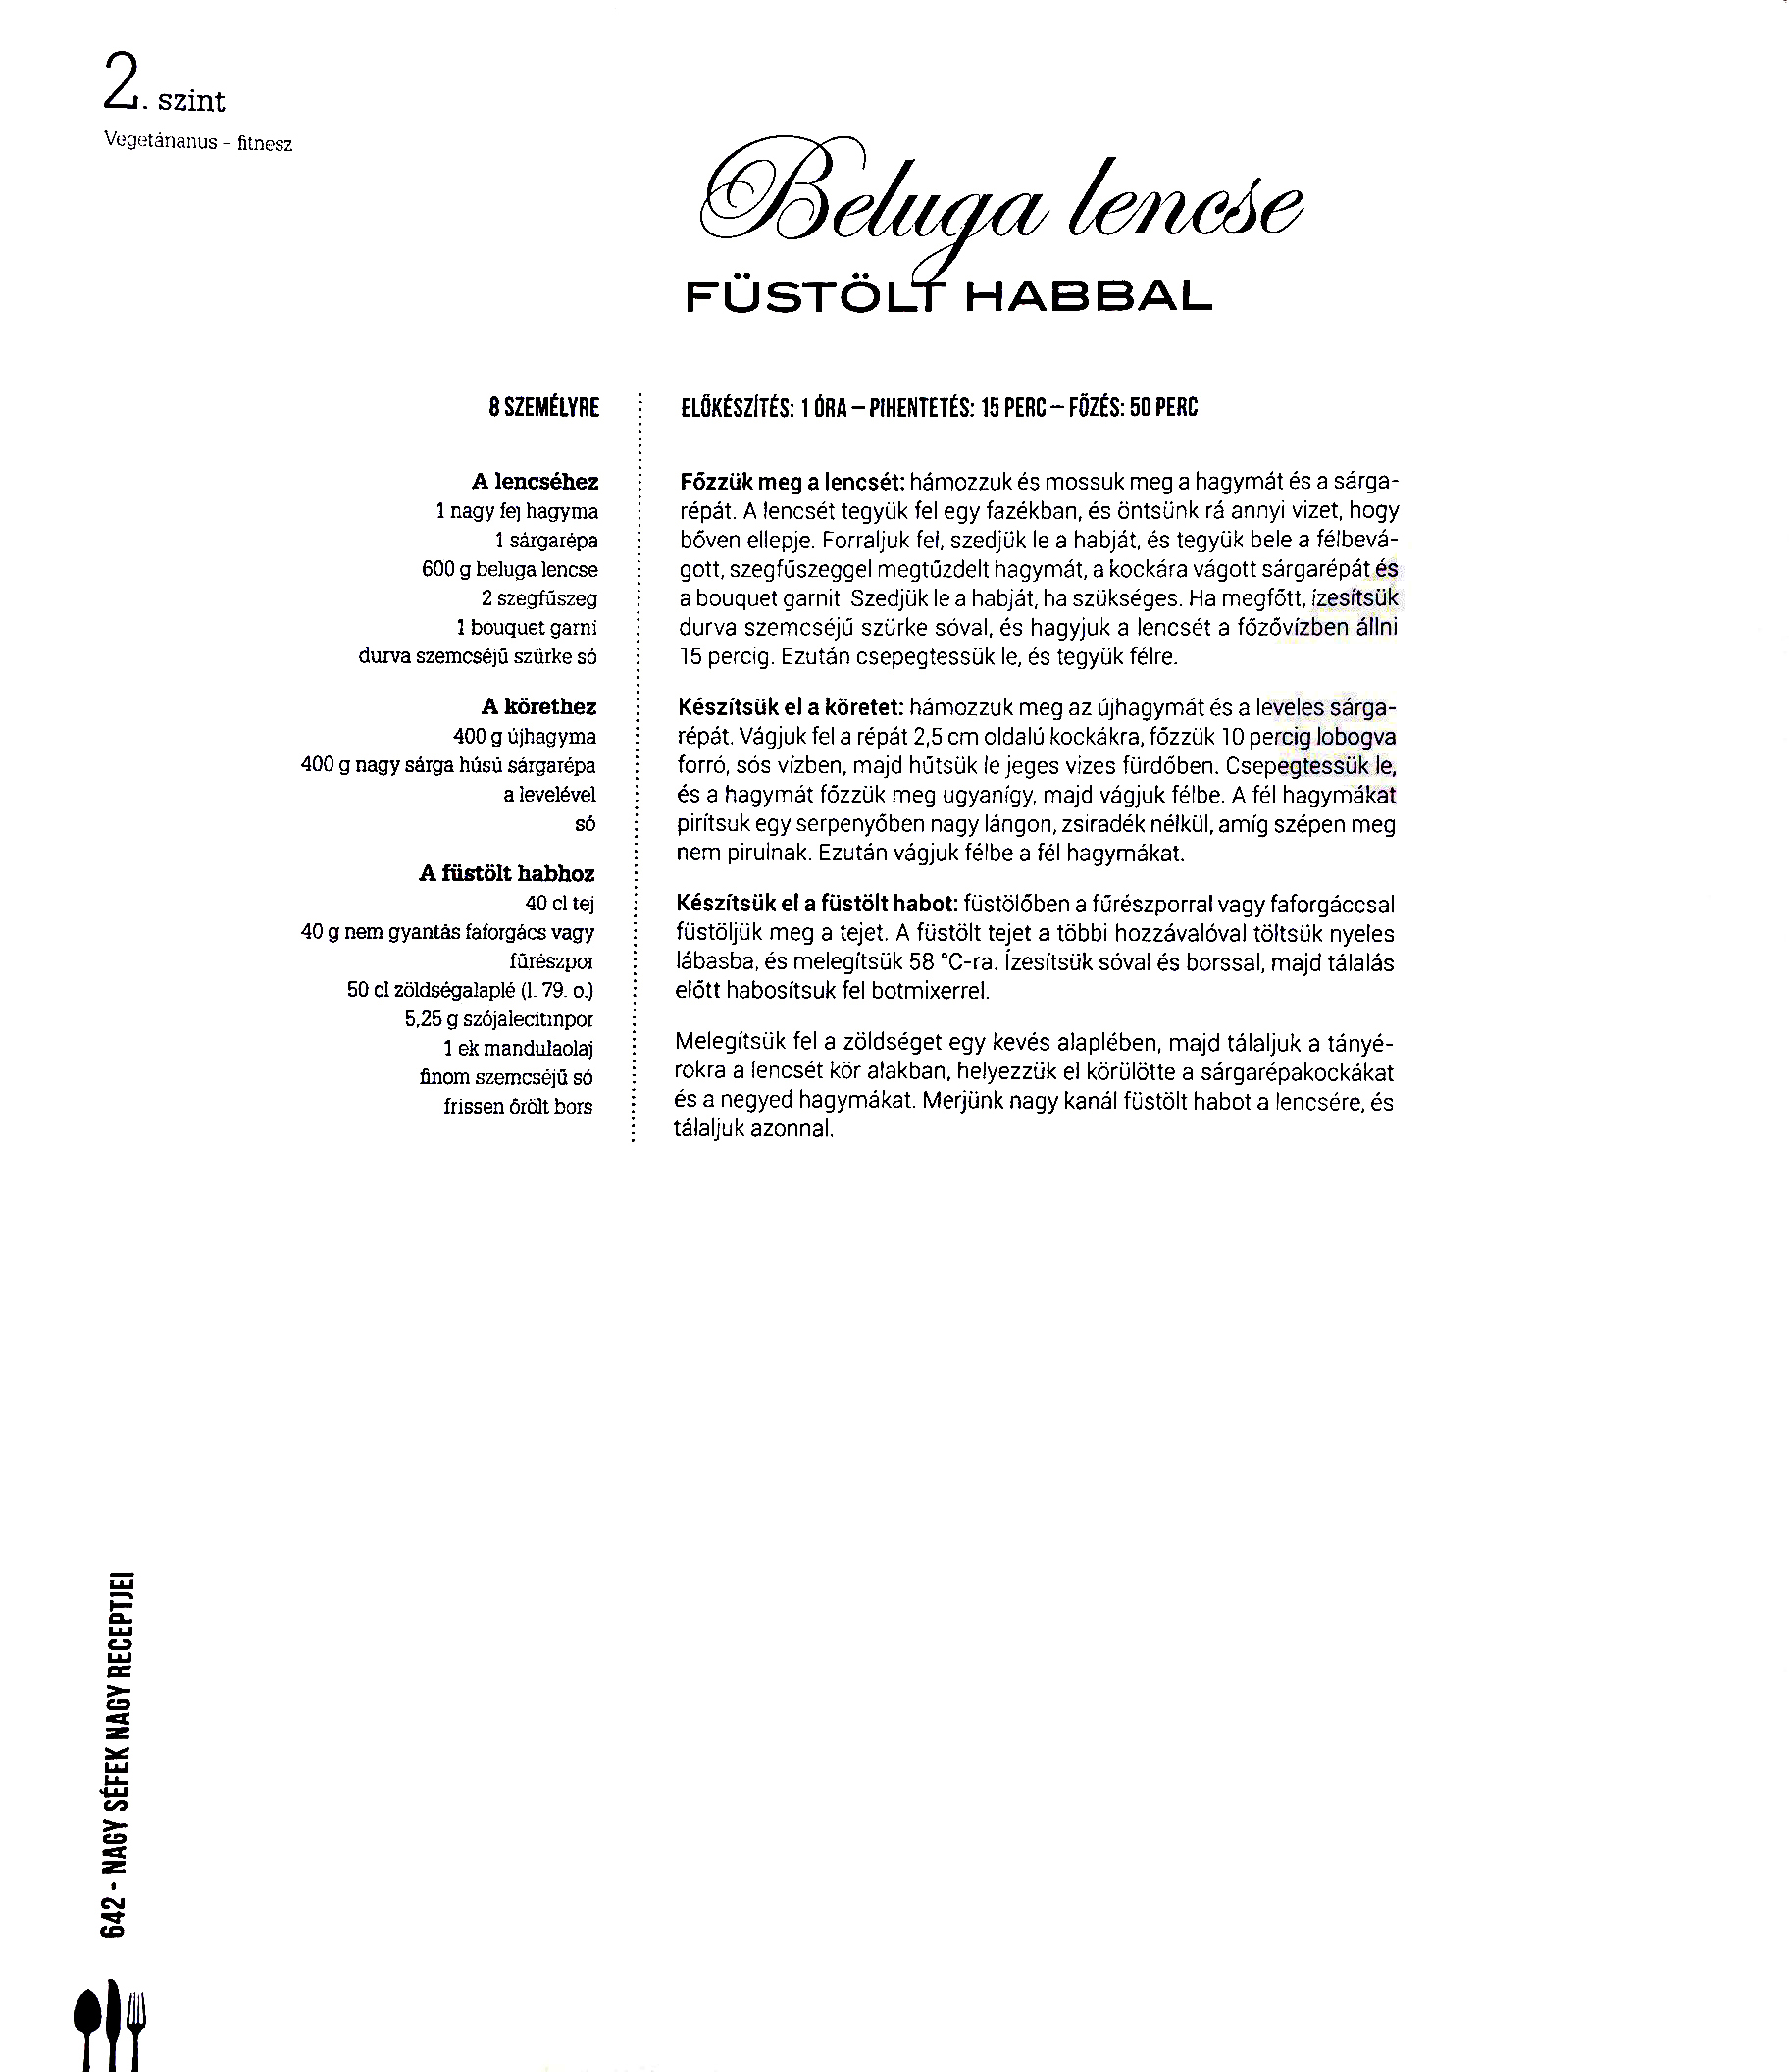 2. szint
Vegetáriánus – fitnesz
Beluga lencse
FÜSTÖLT HABBAL
8 SZEMÉLYRE
A lencséhez
1 nagy fej hagyma
1 sárgarépa
600 g beluga lencse
2 szegfűszeg
1 bouquet garni
durva szemcséjű szürke só
A körethez
400 g újhagyma
400 g nagy sárga húsú sárgarépa
a levelével
só
A füstölt habhoz
40 cl tej
40 g nem gyantás faforgács vagy
fűrészpor
50 cl zöldségalaplé (l. 79. o.)
5,25 g szójalecitinpor
1 ek mandulaolaj
finom szemcséjű só
frissen őrölt bors
ELŐKÉSZÍTÉS: 1 ÓRA – PIHENTETÉS: 15 PERC – FŐZÉS: 50 PERC
Főzzük meg a lencsét: hámozzuk és mossuk meg a hagymát és a sárga-
répát. A lencsét tegyük fel egy fazékban, és öntsünk rá annyi vizet, hogy
bőven ellepje. Forraljuk fel, szedjük le a habját, és tegyük bele a félbevá-
gott, szegfűszeggel megtűzdelt hagymát, a kockára vágott sárgarépát és
a bouquet garnit. Szedjük le a habját, ha szükséges. Ha megfőtt, ízesítsük
durva szemcséjű szürke sóval, és hagyjuk a lencsét a főzővízben állni
15 percig. Ezután csepegtessük le, és tegyük félre.
Készítsük el a köretet: hámozzuk meg az újhagymát és a leveles sárga-
répát. Vágjuk fel a répát 2,5 cm oldalú kockákra, főzzük 10 percig lobogva
forró, sós vízben, majd hűtsük le jeges vizes fürdőben. Csepegtessük le,
és a hagymát főzzük meg ugyanígy, majd vágjuk félbe. A fél hagymákat
pirítsuk egy serpenyőben nagy lángon, zsiradék nélkül, amíg szépen meg
nem pirulnak. Ezután vágjuk félbe a fél hagymákat.
Készítsük el a füstölt habot: füstölőben a fűrészporral vagy faforgáccsal
füstöljük meg a tejet. A füstölt tejet a többi hozzávalóval töltsük nyeles
lábasba, és melegítsük 58 °C-ra. Ízesítsük sóval és borssal, majd tálalás
előtt habosítsuk fel botmixerrel.
Melegítsük fel a zöldséget egy kevés alaplében, majd tálaljuk a tányé-
rokra a lencsét kör alakban, helyezzük el körülötte a sárgarépakockákat
és a negyed hagymákat. Merjünk nagy kanál füstölt habot a lencsére, és
tálaljuk azonnal.
642 - NAGY SÉFEK NAGY RECEPTJEI